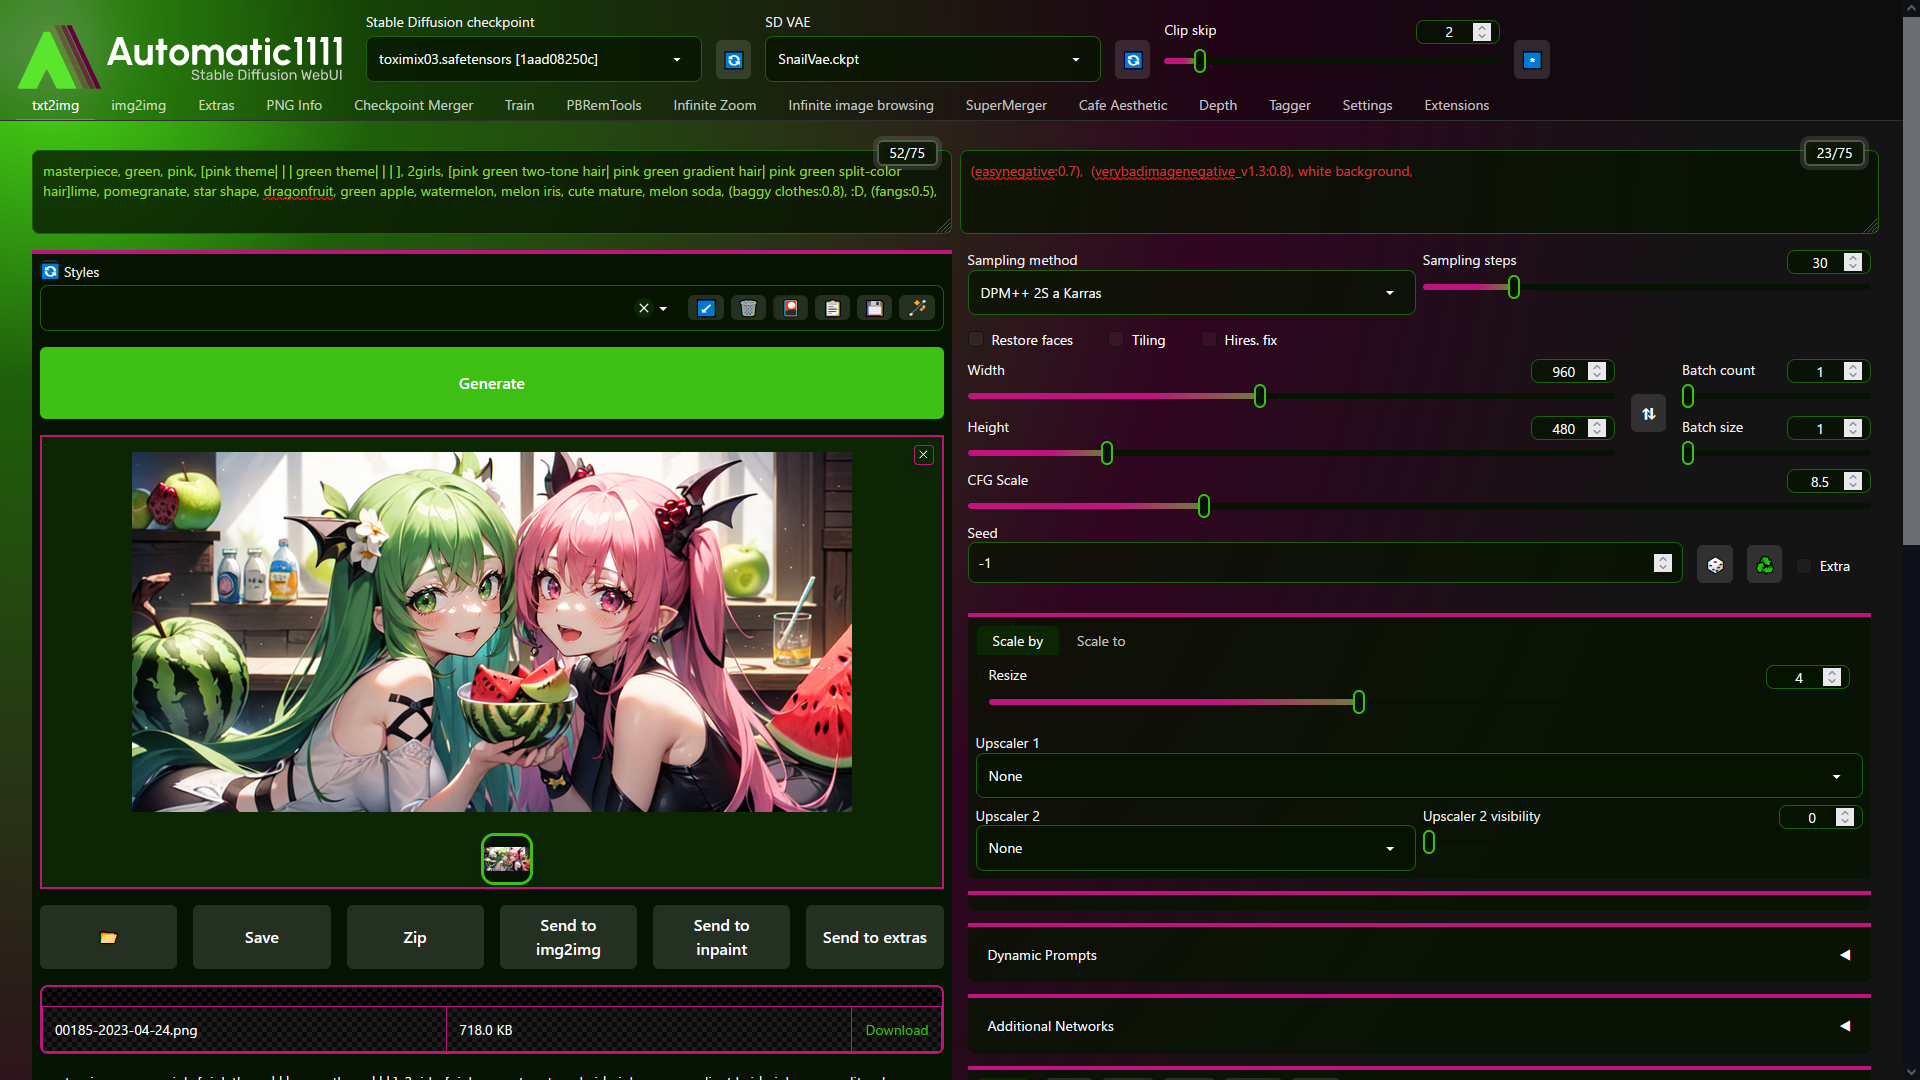 Automatic1111
Stable Diffusion WebUI
Stable Diffusion checkpoint
toximix03.safetensors [1aad08250c]
SD VAE
SnailVae.ckpt
Clip skip
2
txt2img
img2img
Extras
PNG Info
Checkpoint Merger
Train
PBRemTools
Infinite Zoom
Infinite image browsing
SuperMerger
Cafe Aesthetic
Depth
Tagger
Settings
Extensions
52/75
masterpiece, green, pink, [pink theme| | | green theme| | | ], 2girls, [pink green two-tone hair| pink green gradient hair| pink green split-color
hair]lime, pomegranate, star shape, dragonfruit, green apple, watermelon, melon iris, cute mature, melon soda, (baggy clothes:0.8), :D, (fangs:0.5),
23/75
(easynegative:0.7), (verybadimagenegative_v1.3:0.8), white background,
Styles
Generate
Save
Zip
Send to
img2img
Send to
inpaint
Send to extras
00185-2023-04-24.png
718.0 KB
Download
Sampling method
DPM++ 2S a Karras
Sampling steps
30
Restore faces
Tiling
Hires. fix
Width
960
Batch count
1
Height
480
Batch size
1
CFG Scale
8.5
Seed
-1
Extra
Scale by
Scale to
Resize
4
Upscaler 1
None
Upscaler 2
None
Upscaler 2 visibility
0
Dynamic Prompts
Additional Networks